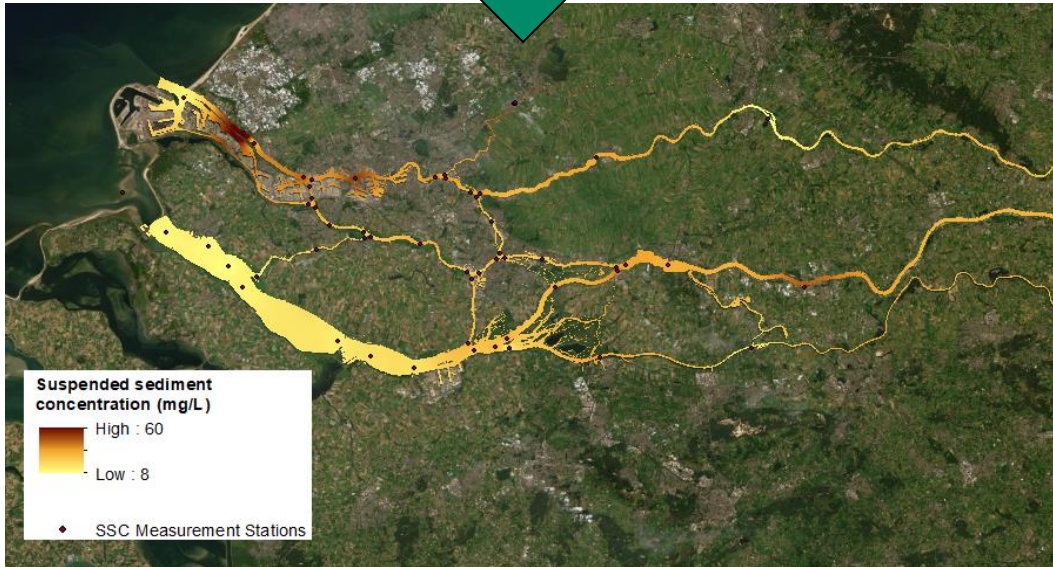 Suspended sediment
concentration (mg/L)
High : 60
Low : 8
SSC Measurement Stations